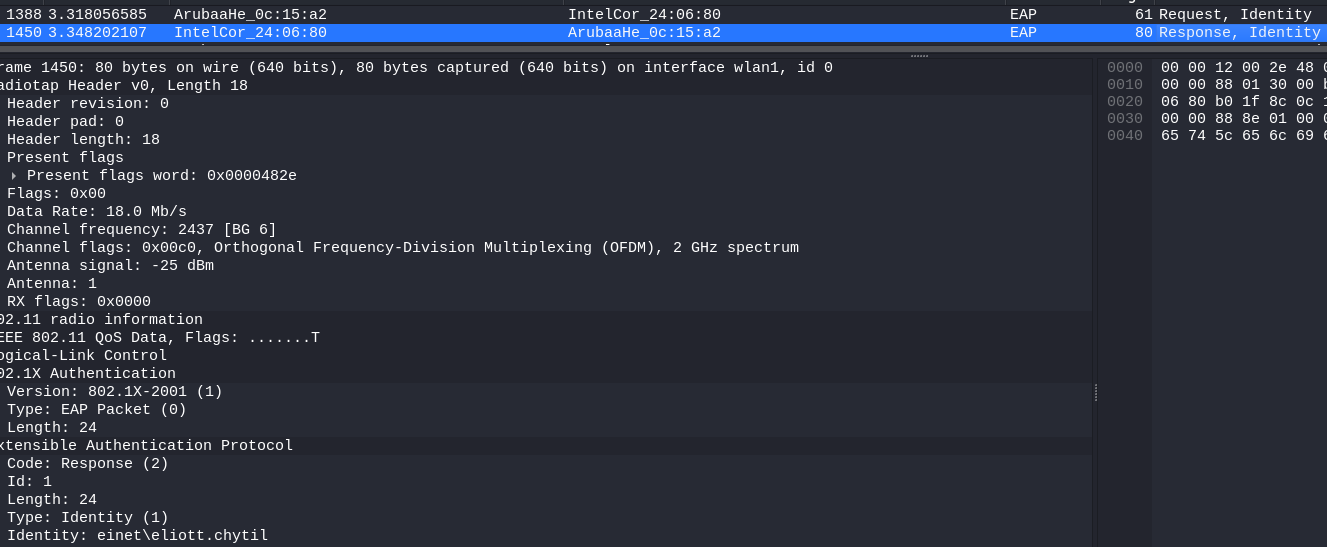 1388 3.318056585 ArubaaHe_0c:15:a2 IntelCor_24:06:80 EAP 61 Request, Identity
1450 3.348202107 IntelCor_24:06:80 ArubaaHe_0c:15:a2 EAP 80 Response, Identity
rame 1450: 80 bytes on wire (640 bits), 80 bytes captured (640 bits) on interface wlan1, id 0
adiotap Header v0, Length 18
Header revision: 0
Header pad: 0
Header length: 18
Present flags
Present flags word: 0x0000482e
Flags: 0x00
Data Rate: 18.0 Mb/s
Channel frequency: 2437 [BG 6]
Channel flags: 0x00c0, Orthogonal Frequency-Division Multiplexing (OFDM), 2 GHz spectrum
Antenna signal: -25 dBm
Antenna: 1
RX flags: 0x0000
02.11 radio information
EEE 802.11 QoS Data, Flags: .......T
ogical-Link Control
02.1X Authentication
Version: 802.1X-2001 (1)
Type: EAP Packet (0)
Length: 24
xtensible Authentication Protocol
Code: Response (2)
Id: 1
Length: 24
Type: Identity (1)
Identity: einet\eliott.chytil
0000 00 00 12 00 2e 48 0
0010 00 00 88 01 30 00
0020 06 80 b0 1f 8c 0c 1
0030 00 00 88 8e 01 00 0
0040 65 74 5c 65 6c 69 6